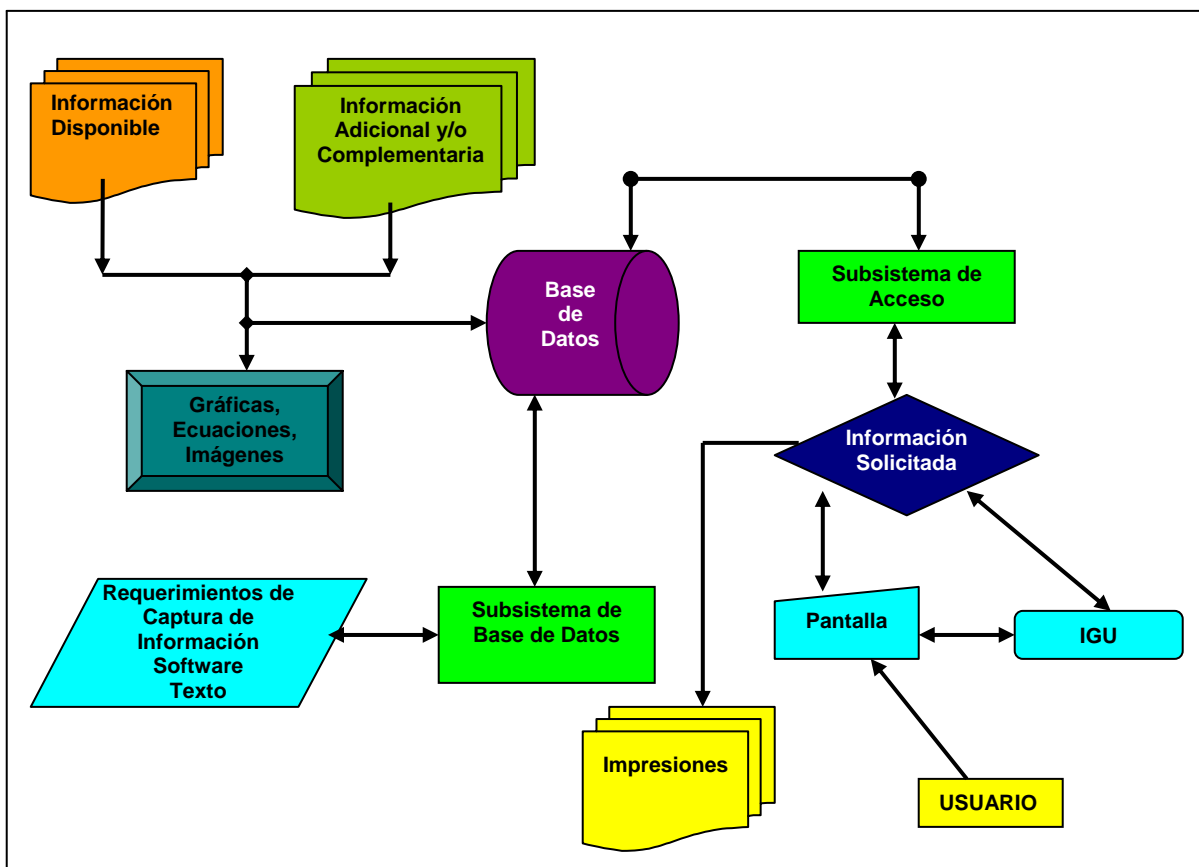 Información
Disponible
Información
Adicional y/o
Complementaria
Base
de
Datos
Subsistema de
Acceso
Gráficas,
Ecuaciones,
Imágenes
Información
Solicitada
Requerimientos de
Captura de
Información
Software
Texto
Subsistema de
Base de Datos
Pantalla
IGU
Impresiones
USUARIO